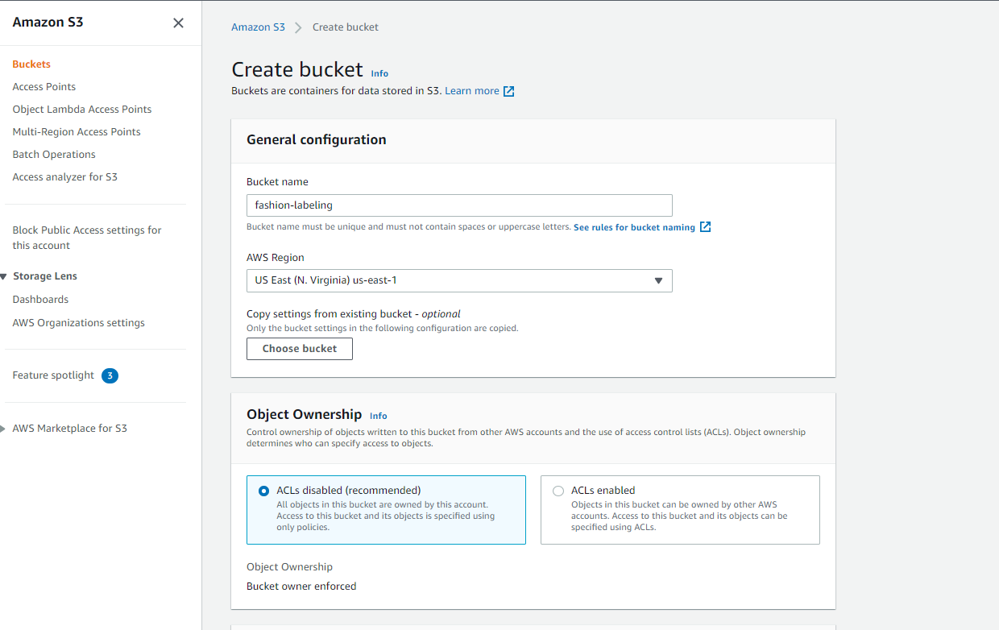 Amazon S3
Buckets
Access Points
Object Lambda Access Points
Multi-Region Access Points
Batch Operations
Access analyzer for S3
Block Public Access settings for
this account
Storage Lens
Dashboards
AWS Organizations settings
Feature spotlight 3
AWS Marketplace for S3
Amazon S3 > Create bucket
Create bucket Info
Buckets are containers for data stored in S3. Learn more
General configuration
Bucket name
fashion-labeling
Bucket name must be unique and must not contain spaces or uppercase letters. See rules for bucket naming
AWS Region
US East (N. Virginia) us-east-1
Copy settings from existing bucket - optional
Only the bucket settings in the following configuration are copied.
Choose bucket
Object Ownership Info
Control ownership of objects written to this bucket from other AWS accounts and the use of access control lists (ACLs). Object ownership
determines who can specify access to objects.
ACLs disabled (recommended)
All objects in this bucket are owned by this account.
Access to this bucket and its objects is specified using
only policies.
ACLs enabled
Objects in this bucket can be owned by other AWS
accounts. Access to this bucket and its objects can be
specified using ACLs.
Object Ownership
Bucket owner enforced